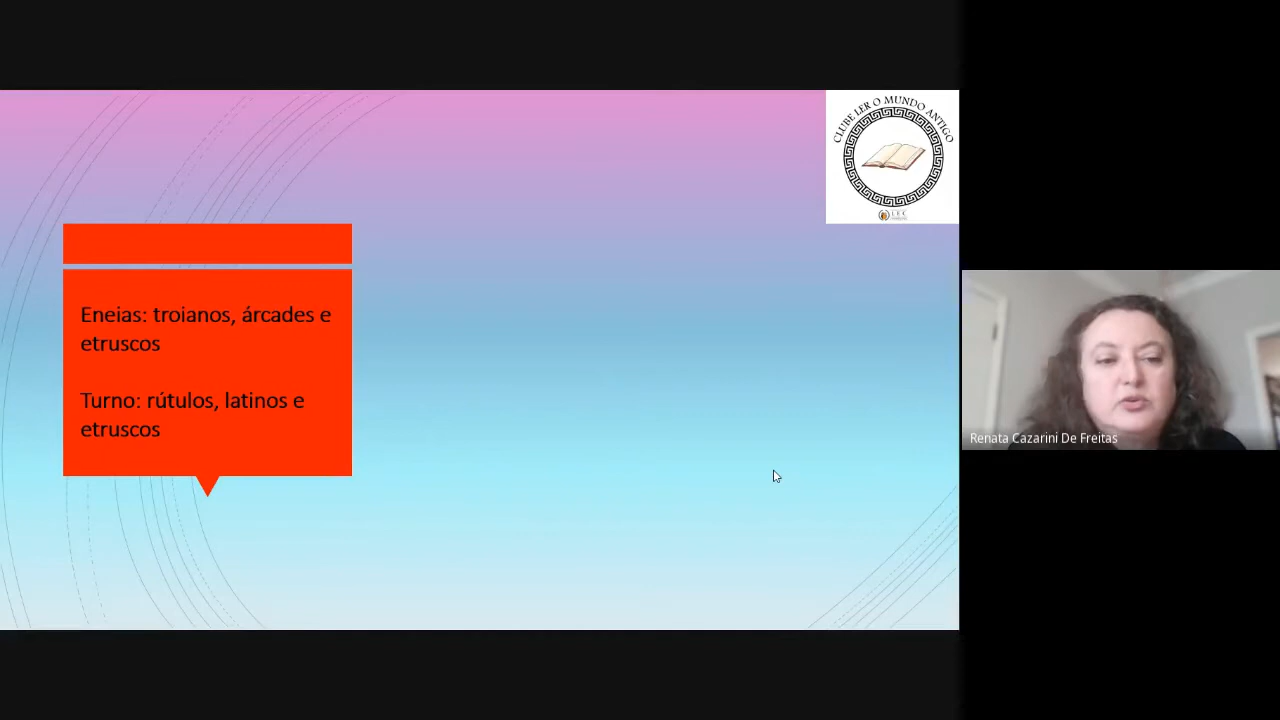 CLUBE LER O MUNDO ANTIGO
Eneias: troianos, árcades e
etruscos
Turno: rútulos, latinos e
etruscos
Renata Cazarini De Freitas